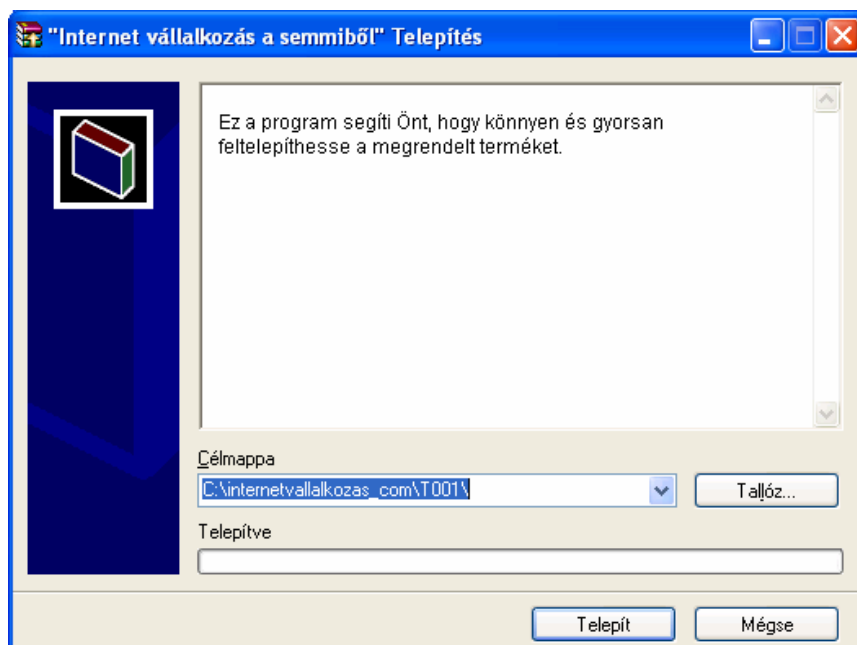 "Internet vállalkozás a semmiből" Telepítés
Ez a program segíti Önt, hogy könnyen és gyorsan
feltelepíthesse a megrendelt terméket.
Célmappa
C:\internetvallalkozas_com\T001\
Tallóz...
Telepítve
Telepít
Mégse